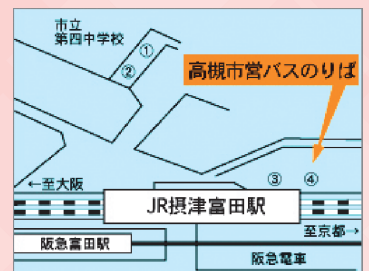 市立
第四中学校
①
②
高槻市営バスのりば
③ ④
←至大阪
JR摂津富田駅
至京都→
阪急富田駅
阪急電車